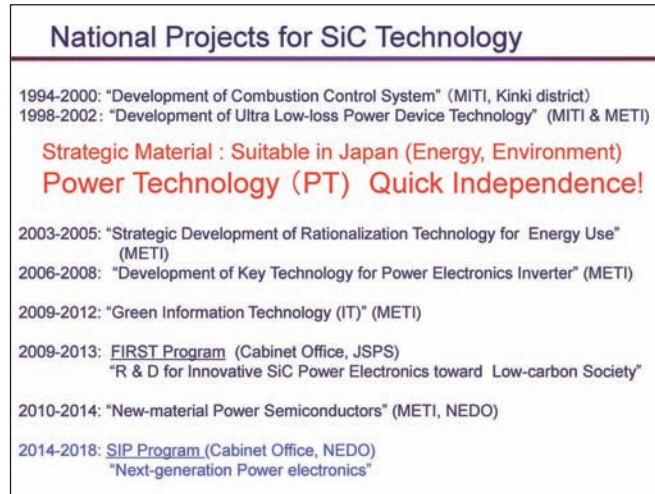 National Projects for SiC Technology
1994-2000: “Development of Combustion Control System” (MITI, Kinki district)
1998-2002: “Development of Ultra Low-loss Power Device Technology” (MITI & METI)
Strategic Material : Suitable in Japan (Energy, Environment)
Power Technology (PT) Quick Independence!
2003-2005: “Strategic Development of Rationalization Technology for Energy Use”
(METI)
2006-2008: “Development of Key Technology for Power Electronics Inverter” (METI)
2009-2012: “Green Information Technology (IT)” (METI)
2009-2013: FIRST Program (Cabinet Office, JSPS)
“R & D for Innovative SiC Power Electronics toward Low-carbon Society”
2010-2014: “New-material Power Semiconductors” (METI, NEDO)
2014-2018: SIP Program (Cabinet Office, NEDO)
“Next-generation Power electronics”